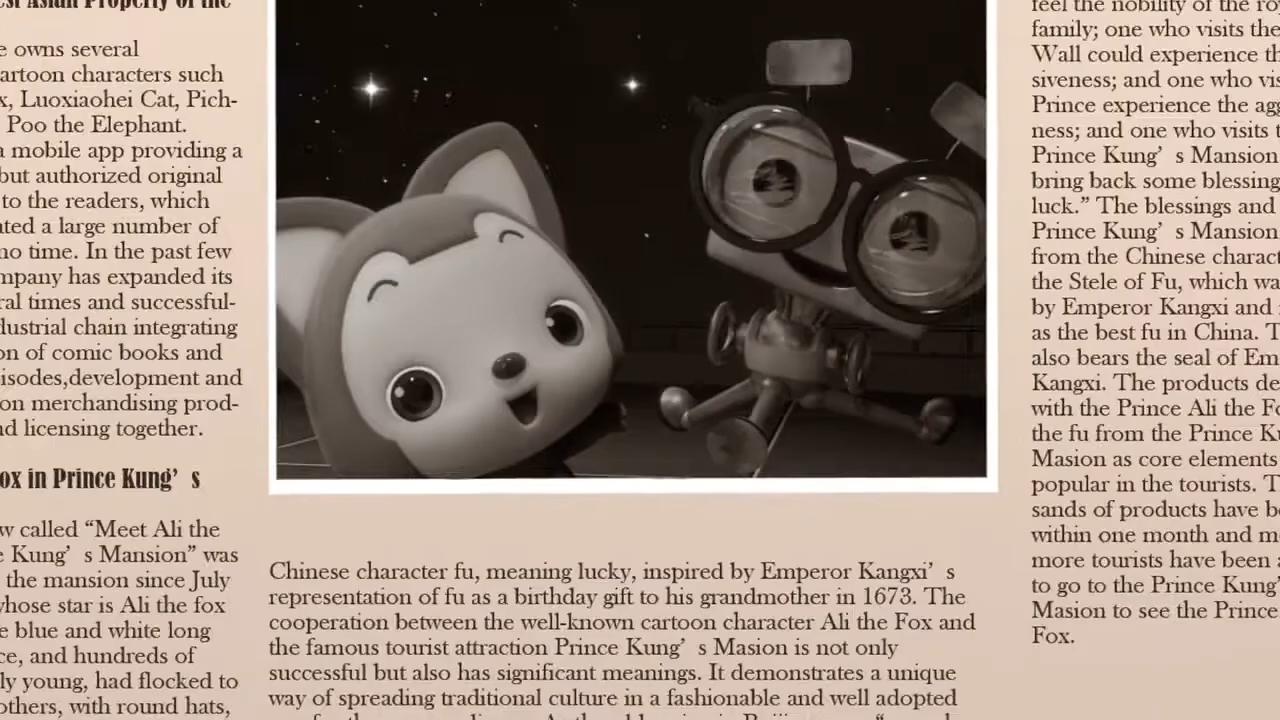 est Asian Property of the
e owns several
artoon characters such
x, Luoxiaohei Cat, Pich-
Poo the Elephant.
a mobile app providing a
but authorized original
to the readers, which
ated a large number of
no time. In the past few
mpany has expanded its
ral times and successful-
dustrial chain integrating
on of comic books and
isodes,development and
on merchandising prod-
nd licensing together.
ox in Prince Kung’s
w called “Meet Ali the
e Kung’s Mansion” was
the mansion since July
whose star is Ali the fox
e blue and white long
ce, and hundreds of
ly young, had flocked to
others, with round hats,
Chinese character fu, meaning lucky, inspired by Emperor Kangxi’s
representation of fu as a birthday gift to his grandmother in 1673. The
cooperation between the well-known cartoon character Ali the Fox and
the famous tourist attraction Prince Kung’s Masion is not only
successful but also has significant meanings. It demonstrates a unique
way of spreading traditional culture in a fashionable and well adopted
feel the nobility of the ro
family; one who visits the
Wall could experience th
siveness; and one who vis
Prince experience the agg
ness; and one who visits t
Prince Kung’s Mansion
bring back some blessing
luck.” The blessings and
Prince Kung’s Mansion
from the Chinese charact
the Stele of Fu, which wa
by Emperor Kangxi and
as the best fu in China. T
also bears the seal of Em
Kangxi. The products de
with the Prince Ali the Fo
the fu from the Prince Ku
Masion as core elements
popular in the tourists. T
sands of products have be
within one month and mo
more tourists have been a
to go to the Prince Kung’
Masion to see the Prince
Fox.